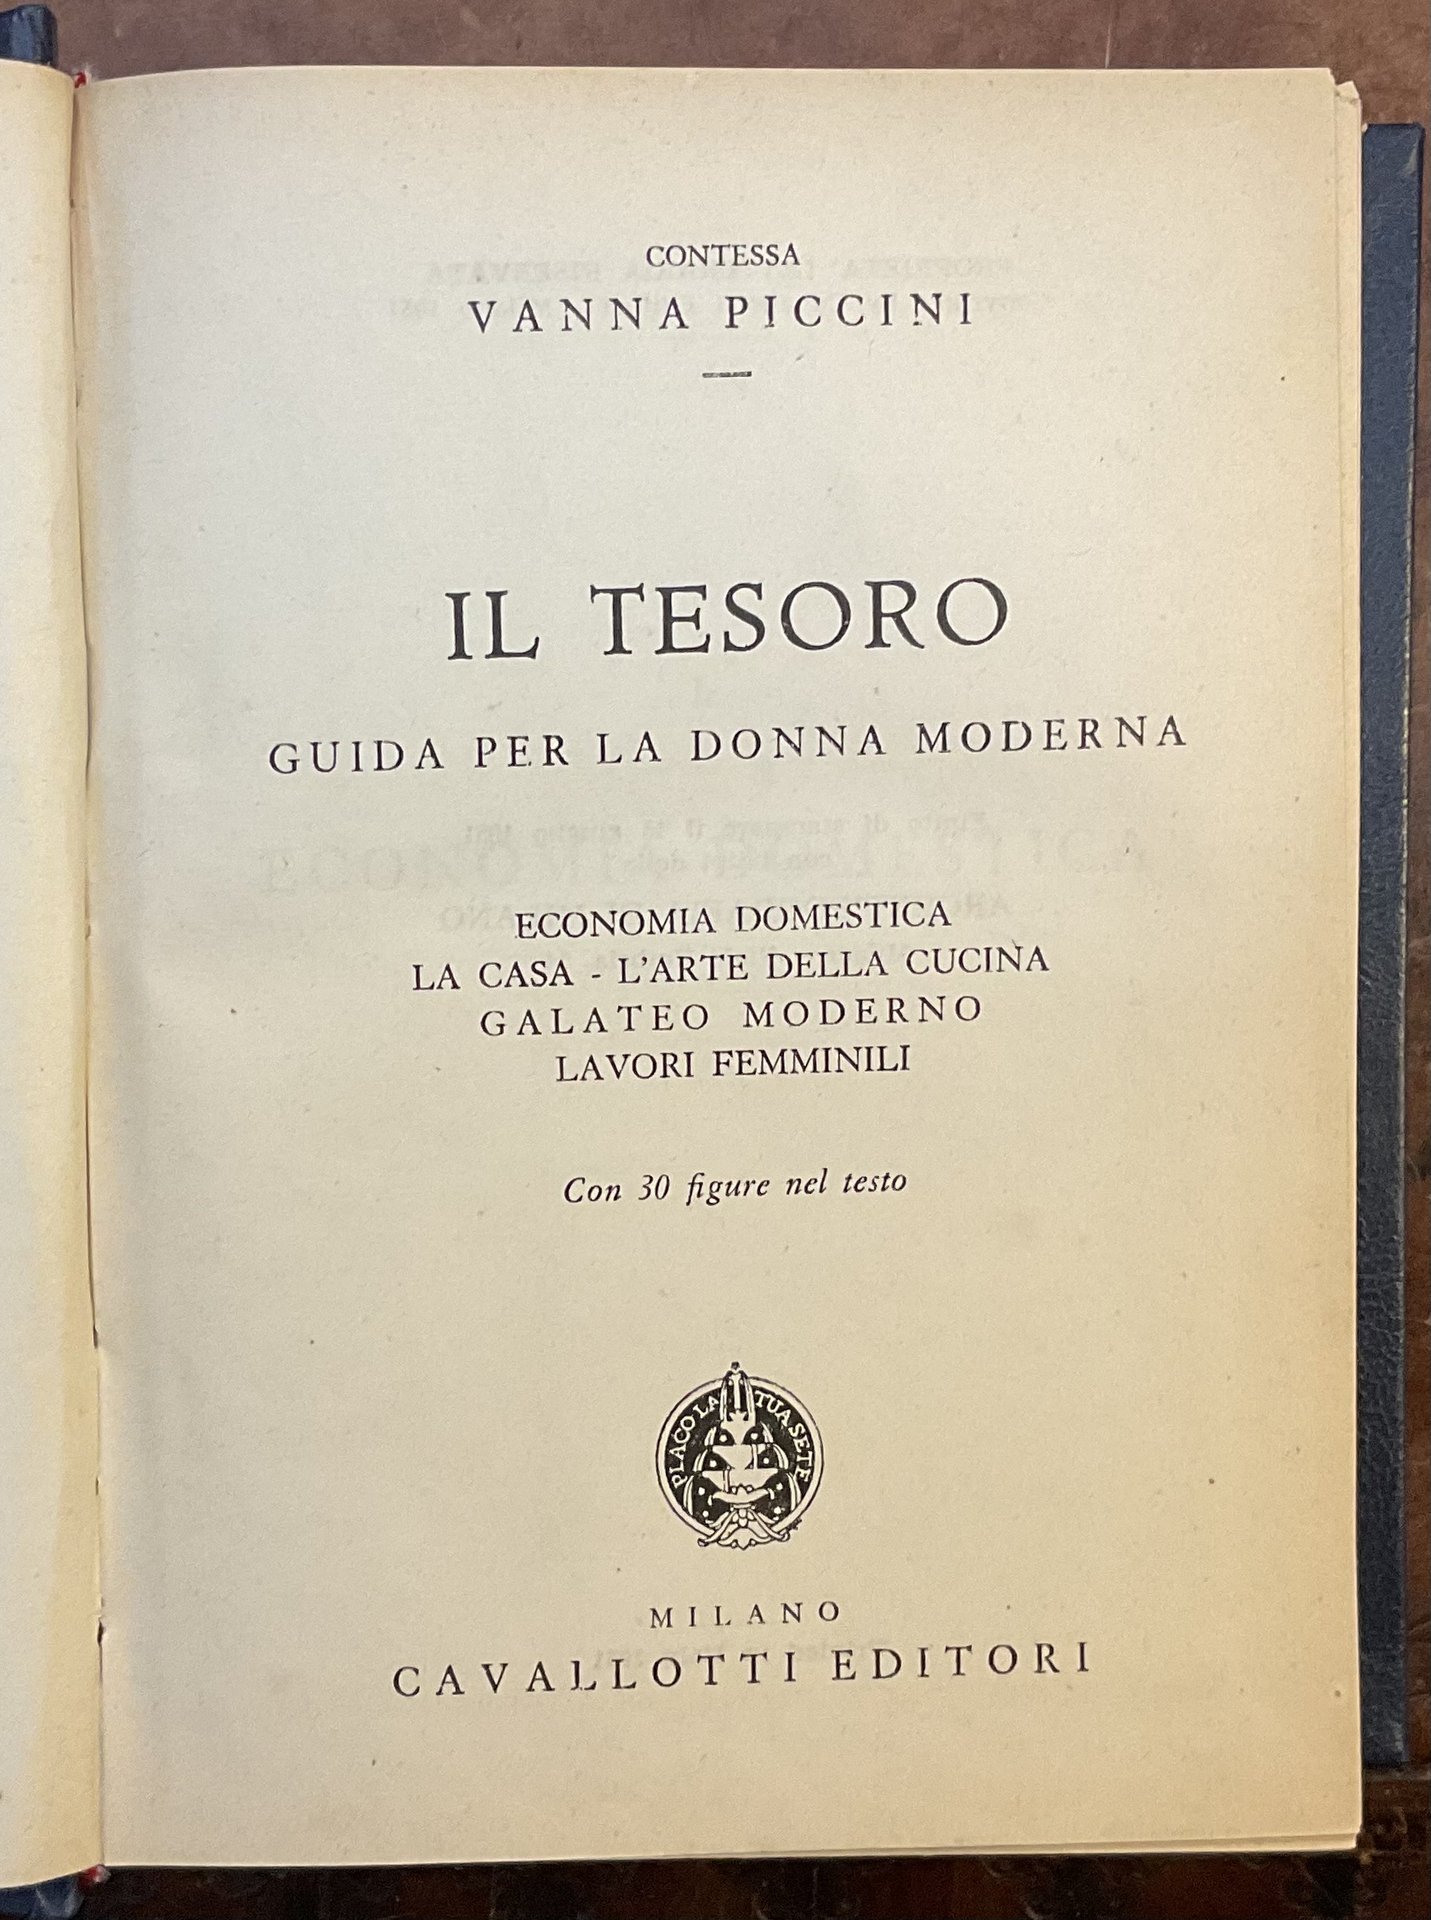 CONTESSA
VANNA PICCINI
IL TESORO
GUIDA PER LA DONNA MODERNA
ECONOMIA DOMESTICA
LA CASA - L'ARTE DELLA CUCINA
GALATEO MODERNO
LAVORI FEMMINILI
Con 30 figure nel testo
PLACO LA TUA SETE
MILANO
CAVALLOTTI EDITORI